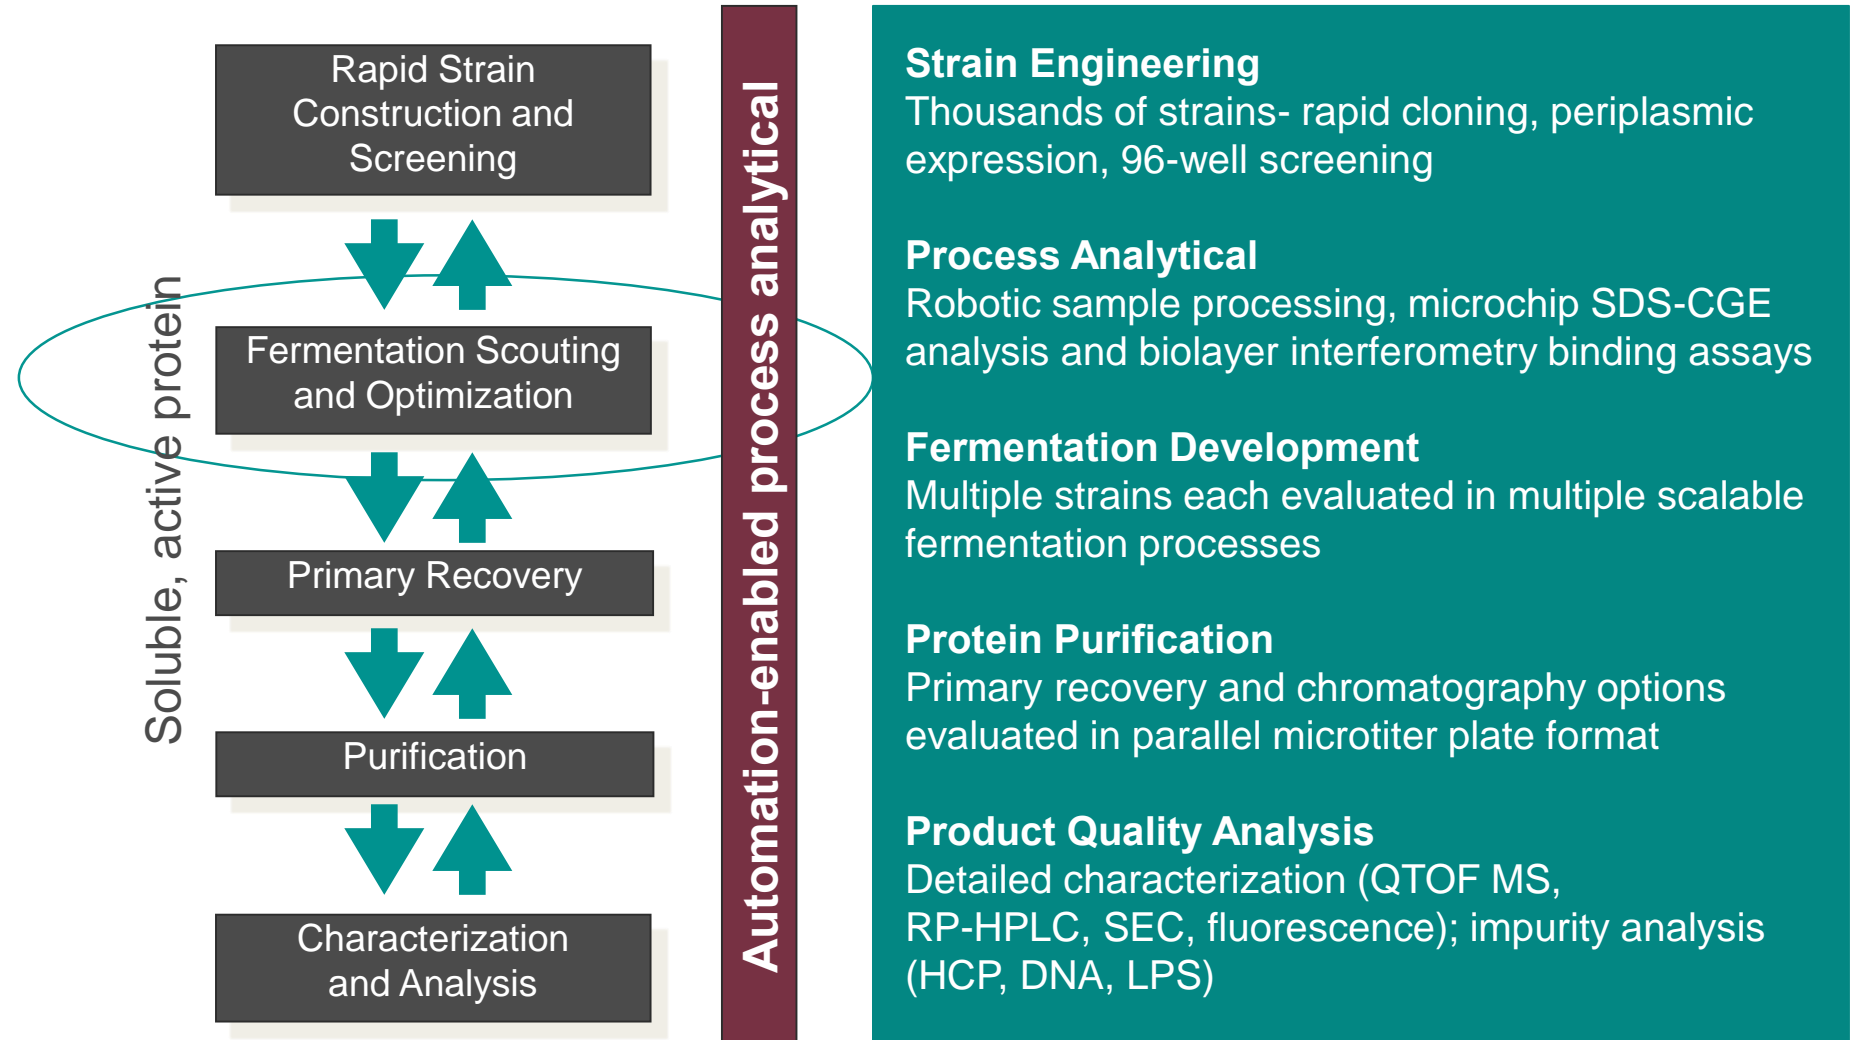 Rapid Strain
Construction and
Screening
Fermentation Scouting
and Optimization
Primary Recovery
Purification
Characterization
and Analysis
Soluble, active protein
Automation-enabled process analytical
Strain Engineering
Thousands of strains- rapid cloning, periplasmic
expression, 96-well screening
Process Analytical
Robotic sample processing, microchip SDS-CGE
analysis and biolayer interferometry binding assays
Fermentation Development
Multiple strains each evaluated in multiple scalable
fermentation processes
Protein Purification
Primary recovery and chromatography options
evaluated in parallel microtiter plate format
Product Quality Analysis
Detailed characterization (QTOF MS,
RP-HPLC, SEC, fluorescence); impurity analysis
(HCP, DNA, LPS)